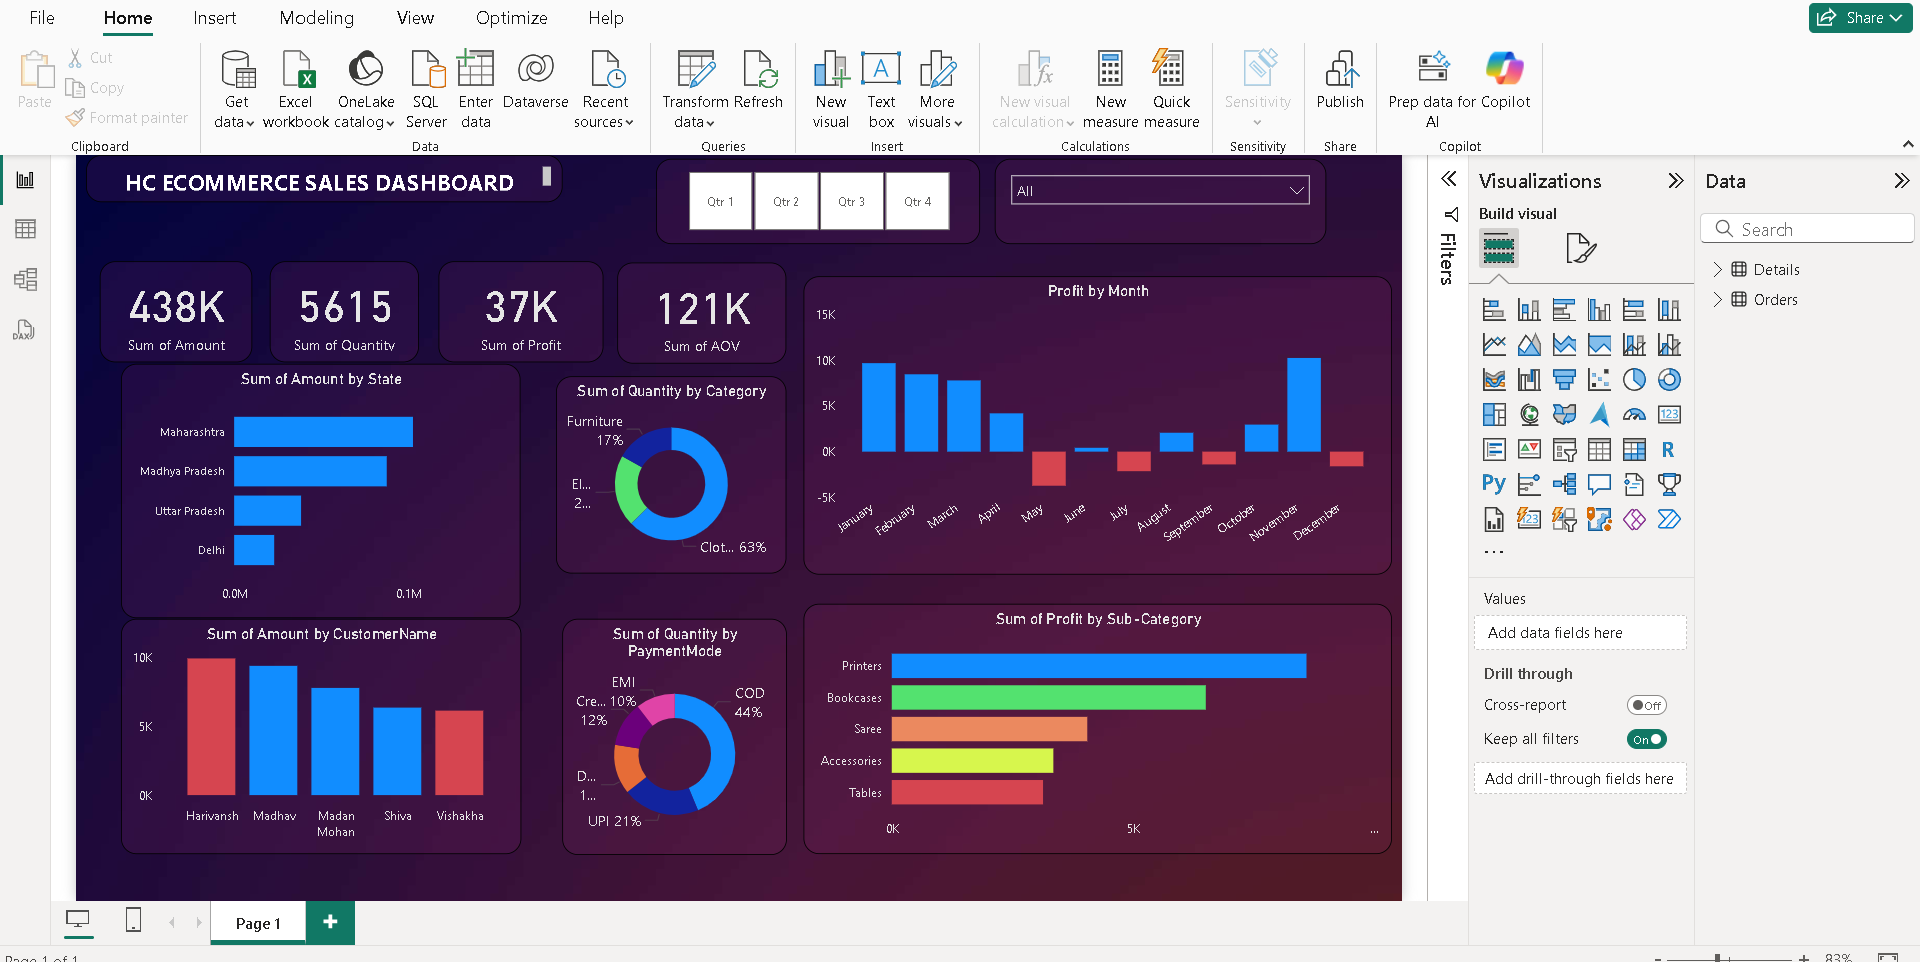 File Home Insert Modeling View Optimize Help Share
Paste
Cut
Copy
Format painter
Clipboard
Get data
Excel workbook
OneLake catalog
SQL Server
Enter data
Dataverse
Recent sources
Data
Transform data
Refresh
Queries
New visual
Text box
More visuals
Insert
New visual calculation
New measure
Quick measure
Calculations
Sensitivity
Sensitivity
Publish
Share
Prep data for AI
Copilot
Copilot
HC ECOMMERCE SALES DASHBOARD
Qtr 1 Qtr 2 Qtr 3 Qtr 4
All
438K
Sum of Amount
5615
Sum of Quantity
37K
Sum of Profit
121K
Sum of AOV
Sum of Amount by State
Maharashtra
Madhya Pradesh
Uttar Pradesh
Delhi
0.0M 0.1M
Sum of Quantity by Category
Furniture
17%
El...
2...
Clot... 63%
Profit by Month
15K
10K
5K
0K
-5K
January February March April May June July August September October November December
Sum of Amount by CustomerName
10K
5K
0K
Harivansh Madhav Madan Mohan Shiva Vishakha
Sum of Quantity by
PaymentMode
EMI
10%
Cre...
12%
COD
44%
D...
1...
UPI 21%
Sum of Profit by Sub-Category
Printers
Bookcases
Saree
Accessories
Tables
0K 5K ...
Filters
Visualizations
Build visual
123
R
Py
...
Values
Add data fields here
Drill through
Cross-report Off
Keep all filters On
Add drill-through fields here
Data
Search
Details
Orders
DAX
Page 1
Page 1 of 1
83%